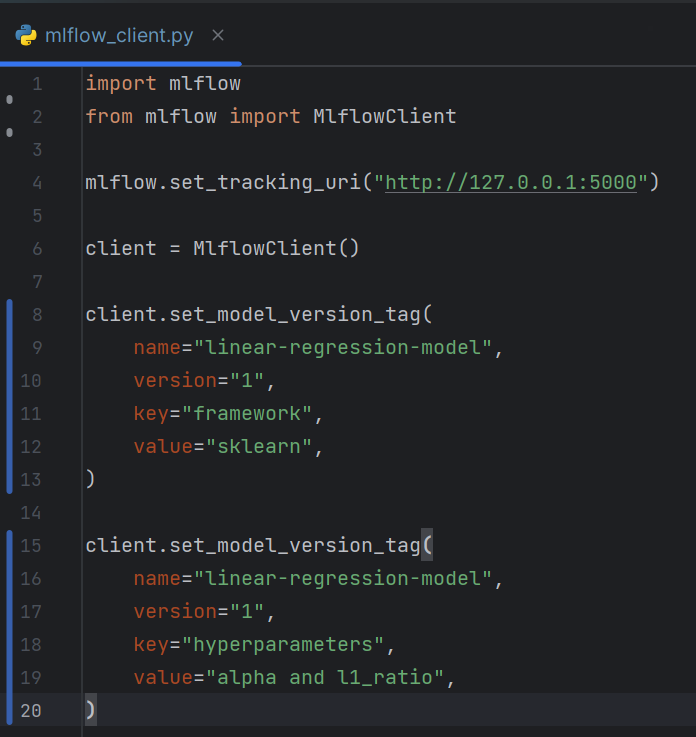 mlflow_client.py
1 import mlflow
2 from mlflow import MlflowClient
3
4 mlflow.set_tracking_uri("http://127.0.0.1:5000")
5
6 client = MlflowClient()
7
8 client.set_model_version_tag(
9     name="linear-regression-model",
10     version="1",
11     key="framework",
12     value="sklearn",
13 )
14
15 client.set_model_version_tag(
16     name="linear-regression-model",
17     version="1",
18     key="hyperparameters",
19     value="alpha and l1_ratio",
20 )